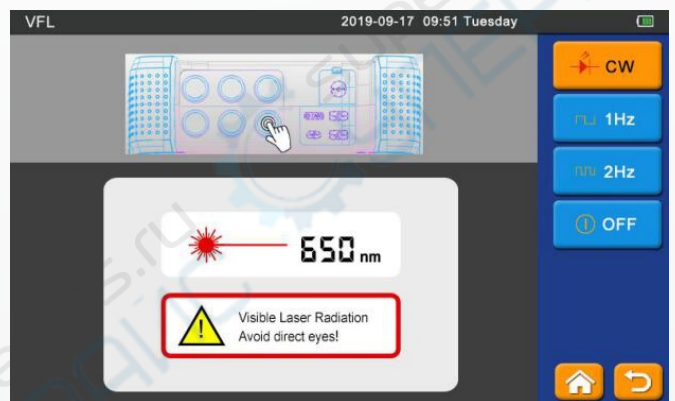 VFL 2019-09-17 09:51 Tuesday
CW
1Hz
2Hz
OFF
650 nm
Visible Laser Radiation
Avoid direct eyes!